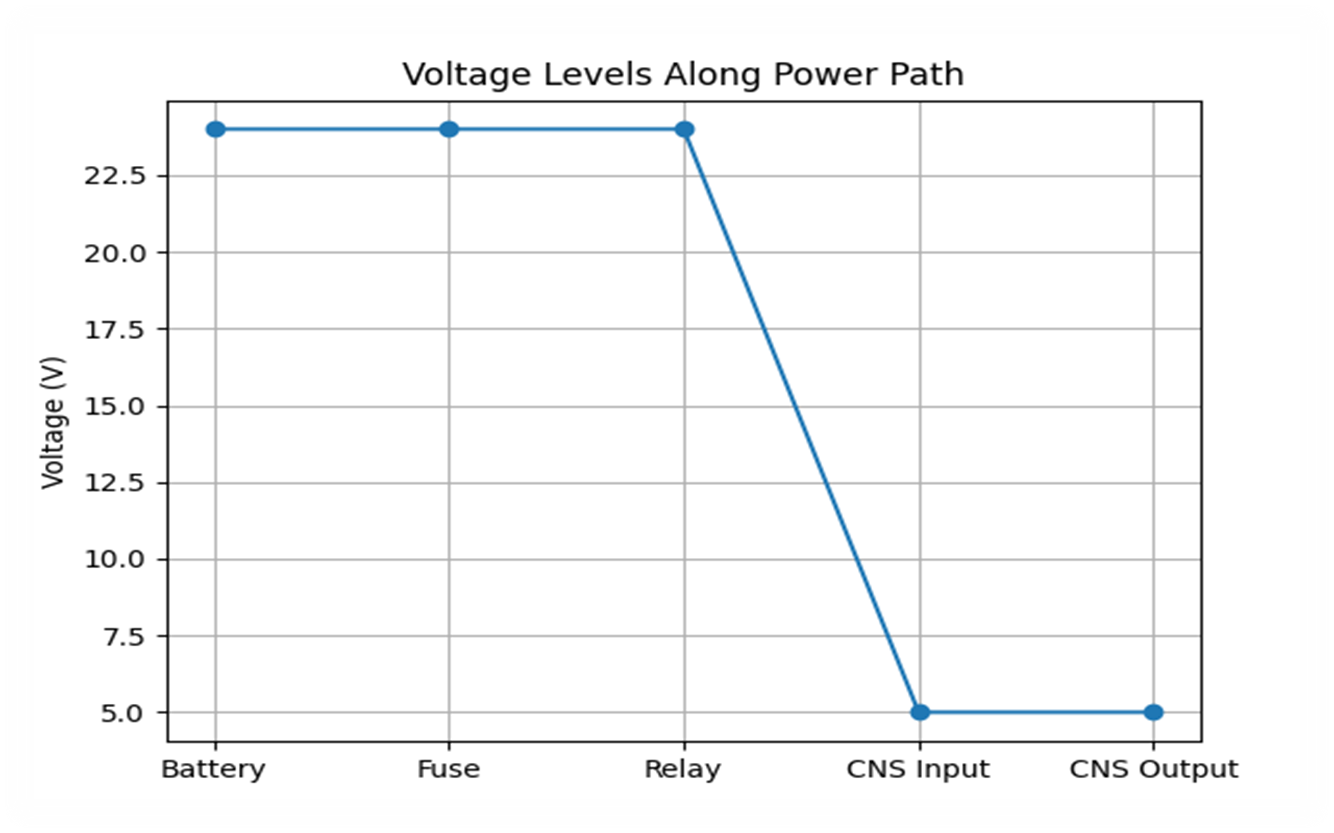 Voltage Levels Along Power Path
Voltage (V)
22.5
20.0
17.5
15.0
12.5
10.0
7.5
5.0
Battery Fuse Relay CNS Input CNS Output